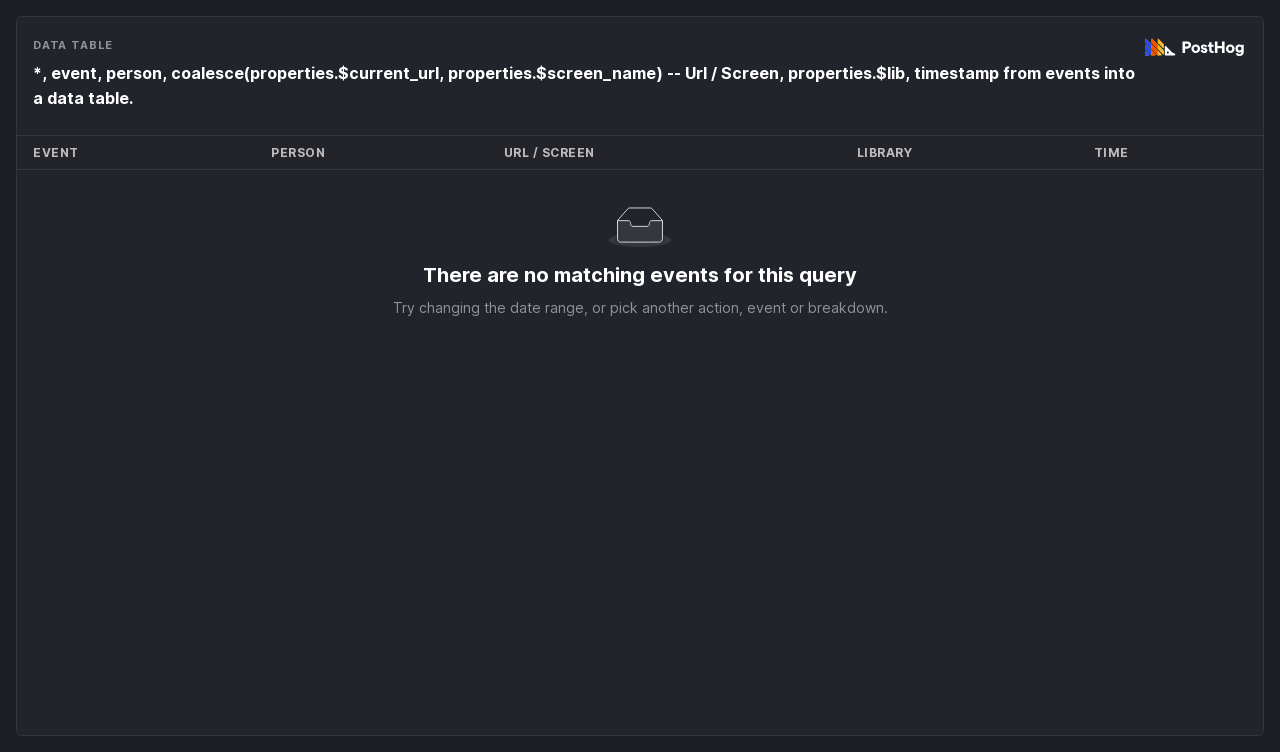 DATA TABLE
PostHog
*, event, person, coalesce(properties.$current_url, properties.$screen_name) -- Url / Screen, properties.$lib, timestamp from events into
a data table.
EVENT PERSON URL / SCREEN LIBRARY TIME
There are no matching events for this query
Try changing the date range, or pick another action, event or breakdown.